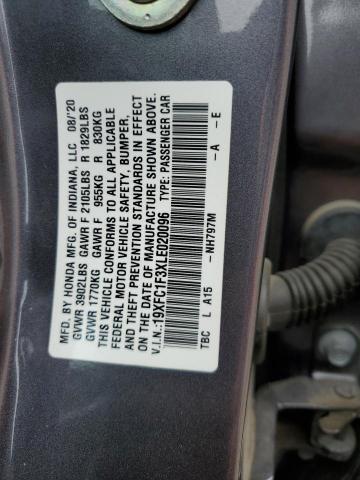 MFD. BY HONDA MFG. OF INDIANA, LLC 08/'20
GVWR 3902LBS GAWR F 2105LBS R 1829LBS
GVWR 1770KG GAWR F 955KG R 830KG
THIS VEHICLE CONFORMS TO ALL APPLICABLE
FEDERAL MOTOR VEHICLE SAFETY, BUMPER,
AND THEFT PREVENTION STANDARDS IN EFFECT
ON THE DATE OF MANUFACTURE SHOWN ABOVE.
V.I.N.:19XFC1F3XLE020096 TYPE: PASSENGER CAR
TBC L A15 -NH797M -A -E